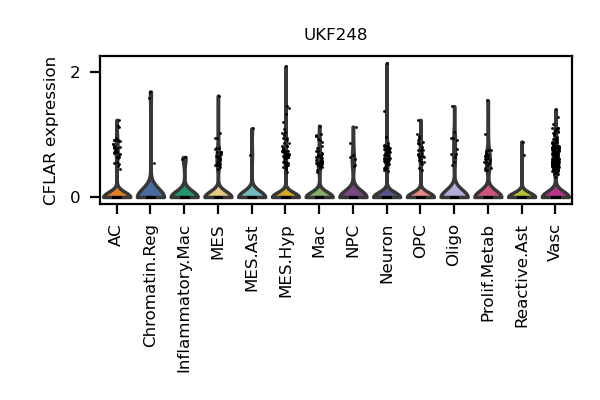 UKF248
CFLAR expression
2
0
AC
Chromatin.Reg
Inflammatory.Mac
MES
MES.Ast
MES.Hyp
Mac
NPC
Neuron
OPC
Oligo
Prolif.Metab
Reactive.Ast
Vasc